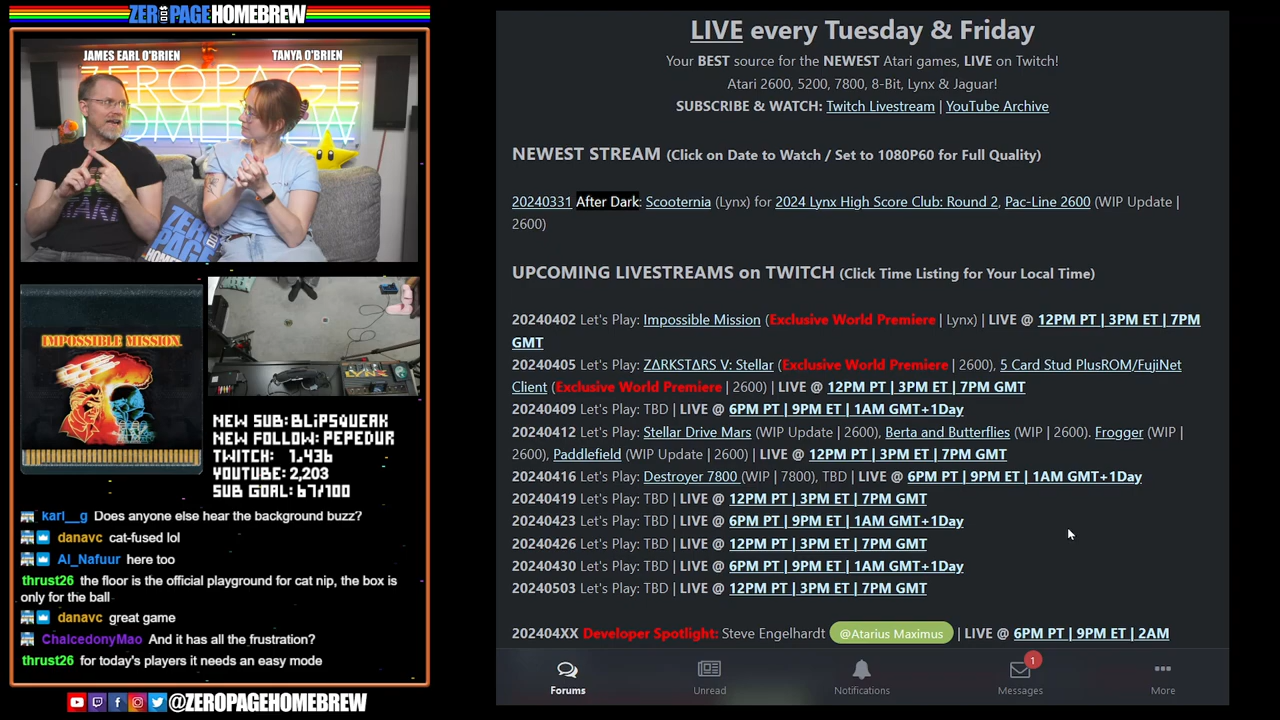 ZEROPAGEHOMEBREW
JAMES EARL O'BRIEN
TANYA O'BRIEN
ZEROPAGE
HOMEBREW
IMPOSSIBLE MISSION
LYNX
NEW SUB: BLIPSQUEAK
NEW FOLLOW: PEPEDUR
TWITCH: 1,436
YOUTUBE: 2,203
SUB GOAL: 67/100
karl__g Does anyone else hear the background buzz?
danavc cat-fused lol
Al_Nafuur here too
thrust26 the floor is the official playground for cat nip, the box is
only for the ball
danavc great game
ChalcedonyMao And it has all the frustration?
thrust26 for today's players it needs an easy mode
@ZEROPAGEHOMEBREW
LIVE every Tuesday & Friday
Your BEST source for the NEWEST Atari games, LIVE on Twitch!
Atari 2600, 5200, 7800, 8-Bit, Lynx & Jaguar!
SUBSCRIBE & WATCH: Twitch Livestream | YouTube Archive
NEWEST STREAM (Click on Date to Watch / Set to 1080P60 for Full Quality)
20240331 After Dark: Scooternia (Lynx) for 2024 Lynx High Score Club: Round 2, Pac-Line 2600 (WIP Update |
2600)
UPCOMING LIVESTREAMS on TWITCH (Click Time Listing for Your Local Time)
20240402 Let's Play: Impossible Mission (Exclusive World Premiere | Lynx) | LIVE @ 12PM PT | 3PM ET | 7PM
GMT
20240405 Let's Play: ZΔRKSTΔRS V: Stellar (Exclusive World Premiere | 2600), 5 Card Stud PlusROM/FujiNet
Client (Exclusive World Premiere | 2600) | LIVE @ 12PM PT | 3PM ET | 7PM GMT
20240409 Let's Play: TBD | LIVE @ 6PM PT | 9PM ET | 1AM GMT+1Day
20240412 Let's Play: Stellar Drive Mars (WIP Update | 2600), Berta and Butterflies (WIP | 2600). Frogger (WIP |
2600), Paddlefield (WIP Update | 2600) | LIVE @ 12PM PT | 3PM ET | 7PM GMT
20240416 Let's Play: Destroyer 7800 (WIP | 7800), TBD | LIVE @ 6PM PT | 9PM ET | 1AM GMT+1Day
20240419 Let's Play: TBD | LIVE @ 12PM PT | 3PM ET | 7PM GMT
20240423 Let's Play: TBD | LIVE @ 6PM PT | 9PM ET | 1AM GMT+1Day
20240426 Let's Play: TBD | LIVE @ 12PM PT | 3PM ET | 7PM GMT
20240430 Let's Play: TBD | LIVE @ 6PM PT | 9PM ET | 1AM GMT+1Day
20240503 Let's Play: TBD | LIVE @ 12PM PT | 3PM ET | 7PM GMT
202404XX Developer Spotlight: Steve Engelhardt @Atarius Maximus | LIVE @ 6PM PT | 9PM ET | 2AM
1
Forums
Unread
Notifications
Messages
More